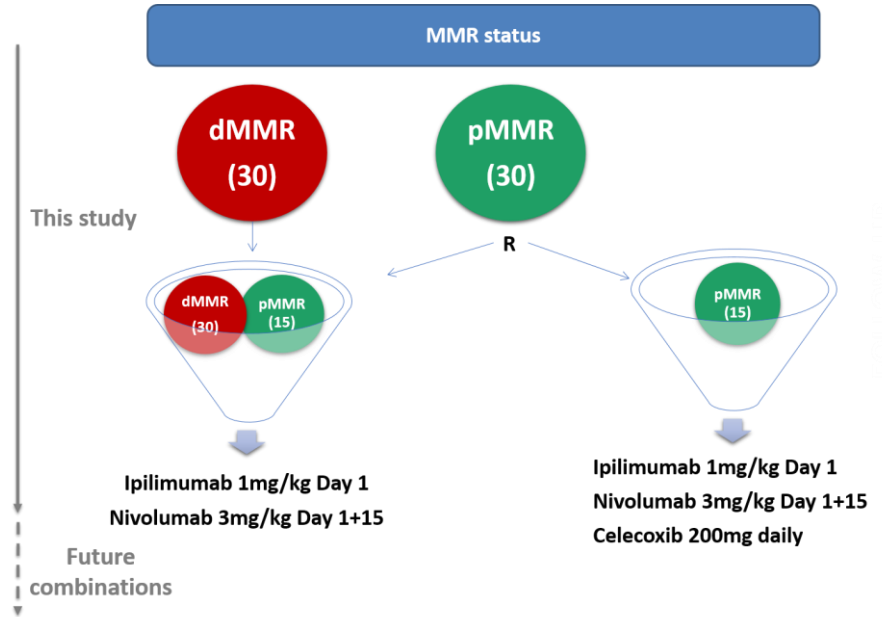 MMR status
dMMR
(30)
pMMR
(30)
This study
R
dMMR
(30)
pMMR
(15)
pMMR
(15)
Ipilimumab 1mg/kg Day 1
Nivolumab 3mg/kg Day 1+15
Ipilimumab 1mg/kg Day 1
Nivolumab 3mg/kg Day 1+15
Celecoxib 200mg daily
Future
combinations